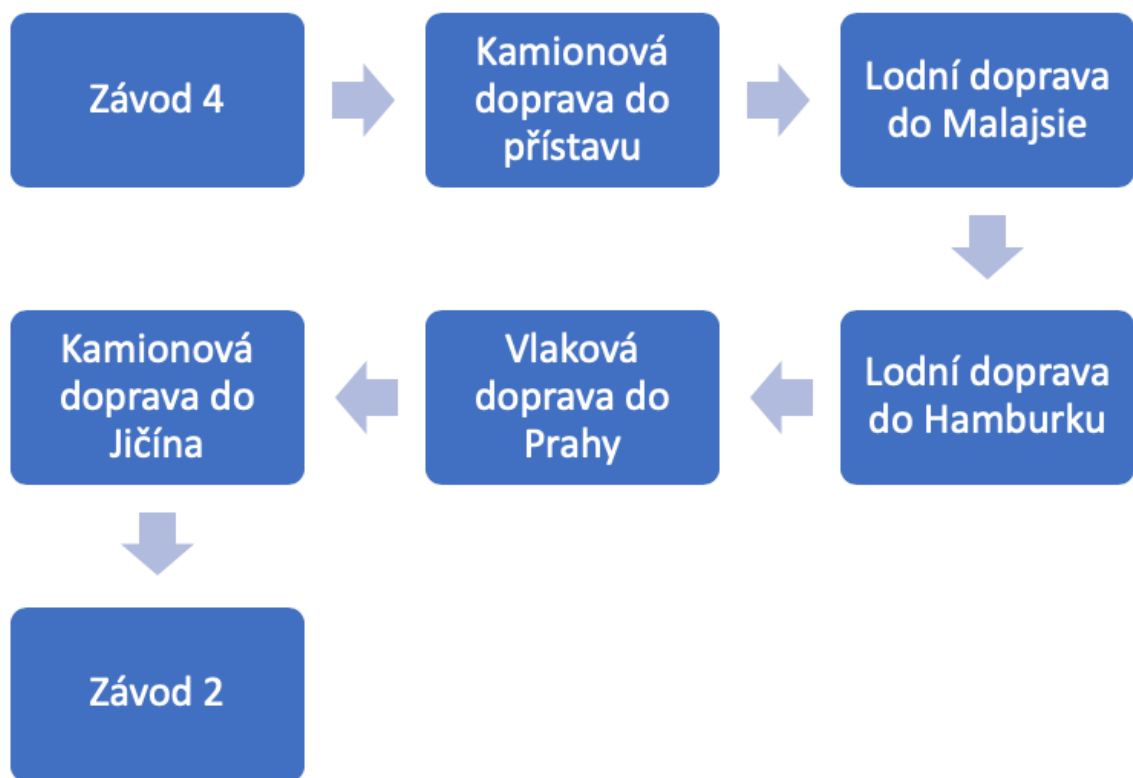 Závod 4
Kamionová
doprava do
přístavu
Lodní doprava
do Malajsie
Lodní doprava
do Hamburku
Vlaková
doprava do
Prahy
Kamionová
doprava do
Jičína
Závod 2